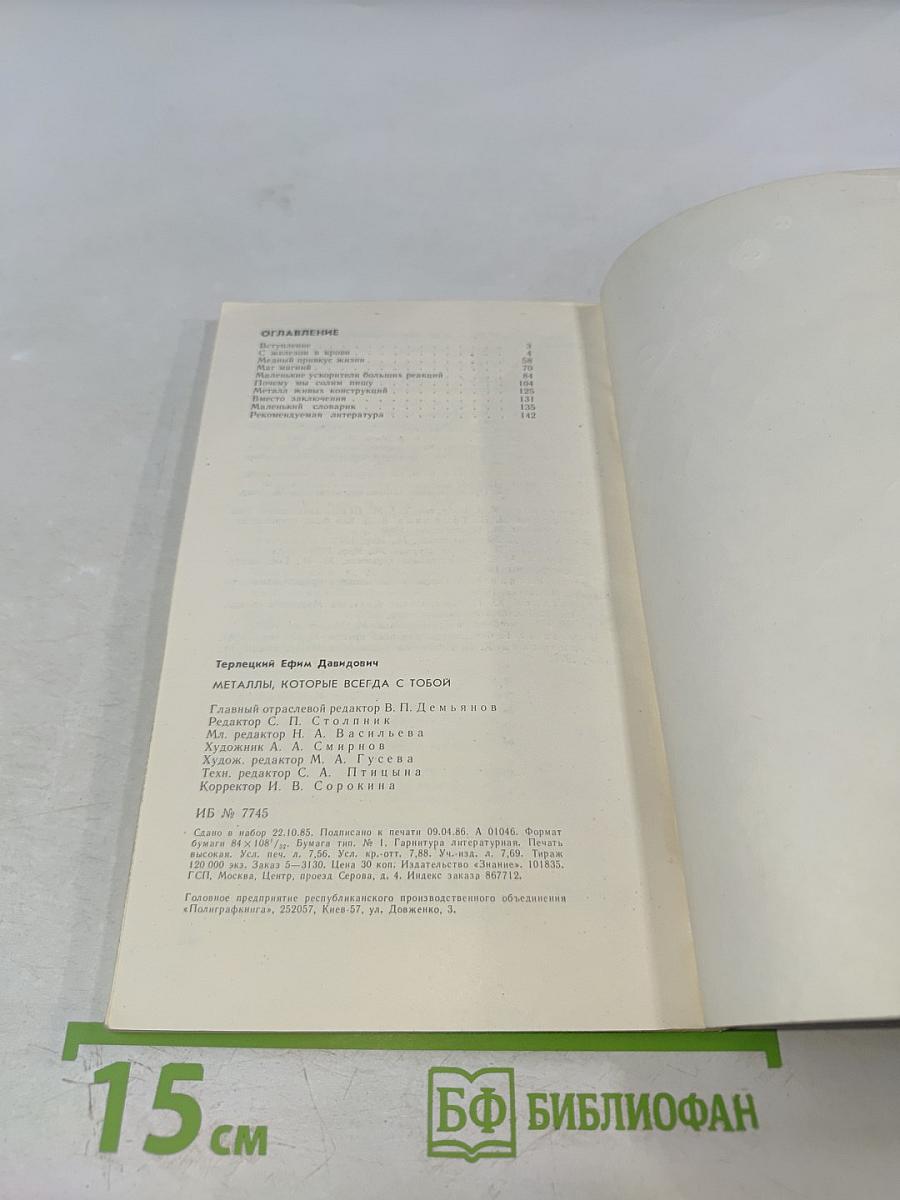 ОГЛАВЛЕНИЕ
Вступление . . . . . . . . . . . . 3
С железом в крови . . . . . . . . . . . . 4
Медный привкус жизни . . . . . . . . . . . . 58
Маг магний . . . . . . . . . . . . 70
Маленькие ускорители больших реакций . . . . . . 84
Почему мы солим пищу . . . . . . . . . . . . 104
Металл живых конструкций . . . . . . . . . . . . 125
Вместо заключения . . . . . . . . . . . . 131
Маленький словарик . . . . . . . . . . . . 135
Рекомендуемая литература . . . . . . . . . . . . 142
Терлецкий Ефим Давидович
МЕТАЛЛЫ, КОТОРЫЕ ВСЕГДА С ТОБОЙ
Главный отраслевой редактор В. П. Демьянов
Редактор С. П. Столпник
Мл. редактор Н. А. Васильева
Художник А. А. Смирнов
Худож. редактор М. А. Гусева
Техн. редактор С. А. Птицына
Корректор И. В. Сорокина
ИБ № 7745
Сдано в набор 22.10.85. Подписано к печати 09.04.86. А 01046. Формат
бумаги 84×108¹/₃₂. Бумага тип. № 1. Гарнитура литературная. Печать
высокая. Усл. печ. л. 7,56. Усл. кр.-отт. 7,88. Уч.-изд. л. 7,69. Тираж
120 000 экз. Заказ 5—3130. Цена 30 коп. Издательство «Знание». 101835.
ГСП, Москва, Центр, проезд Серова, д. 4. Индекс заказа 867712.
Головное предприятие республиканского производственного объединения
«Полиграфкнига», 252057, Киев-57, ул. Довженко, 3.
15 см
БФ БИБЛИОФАН